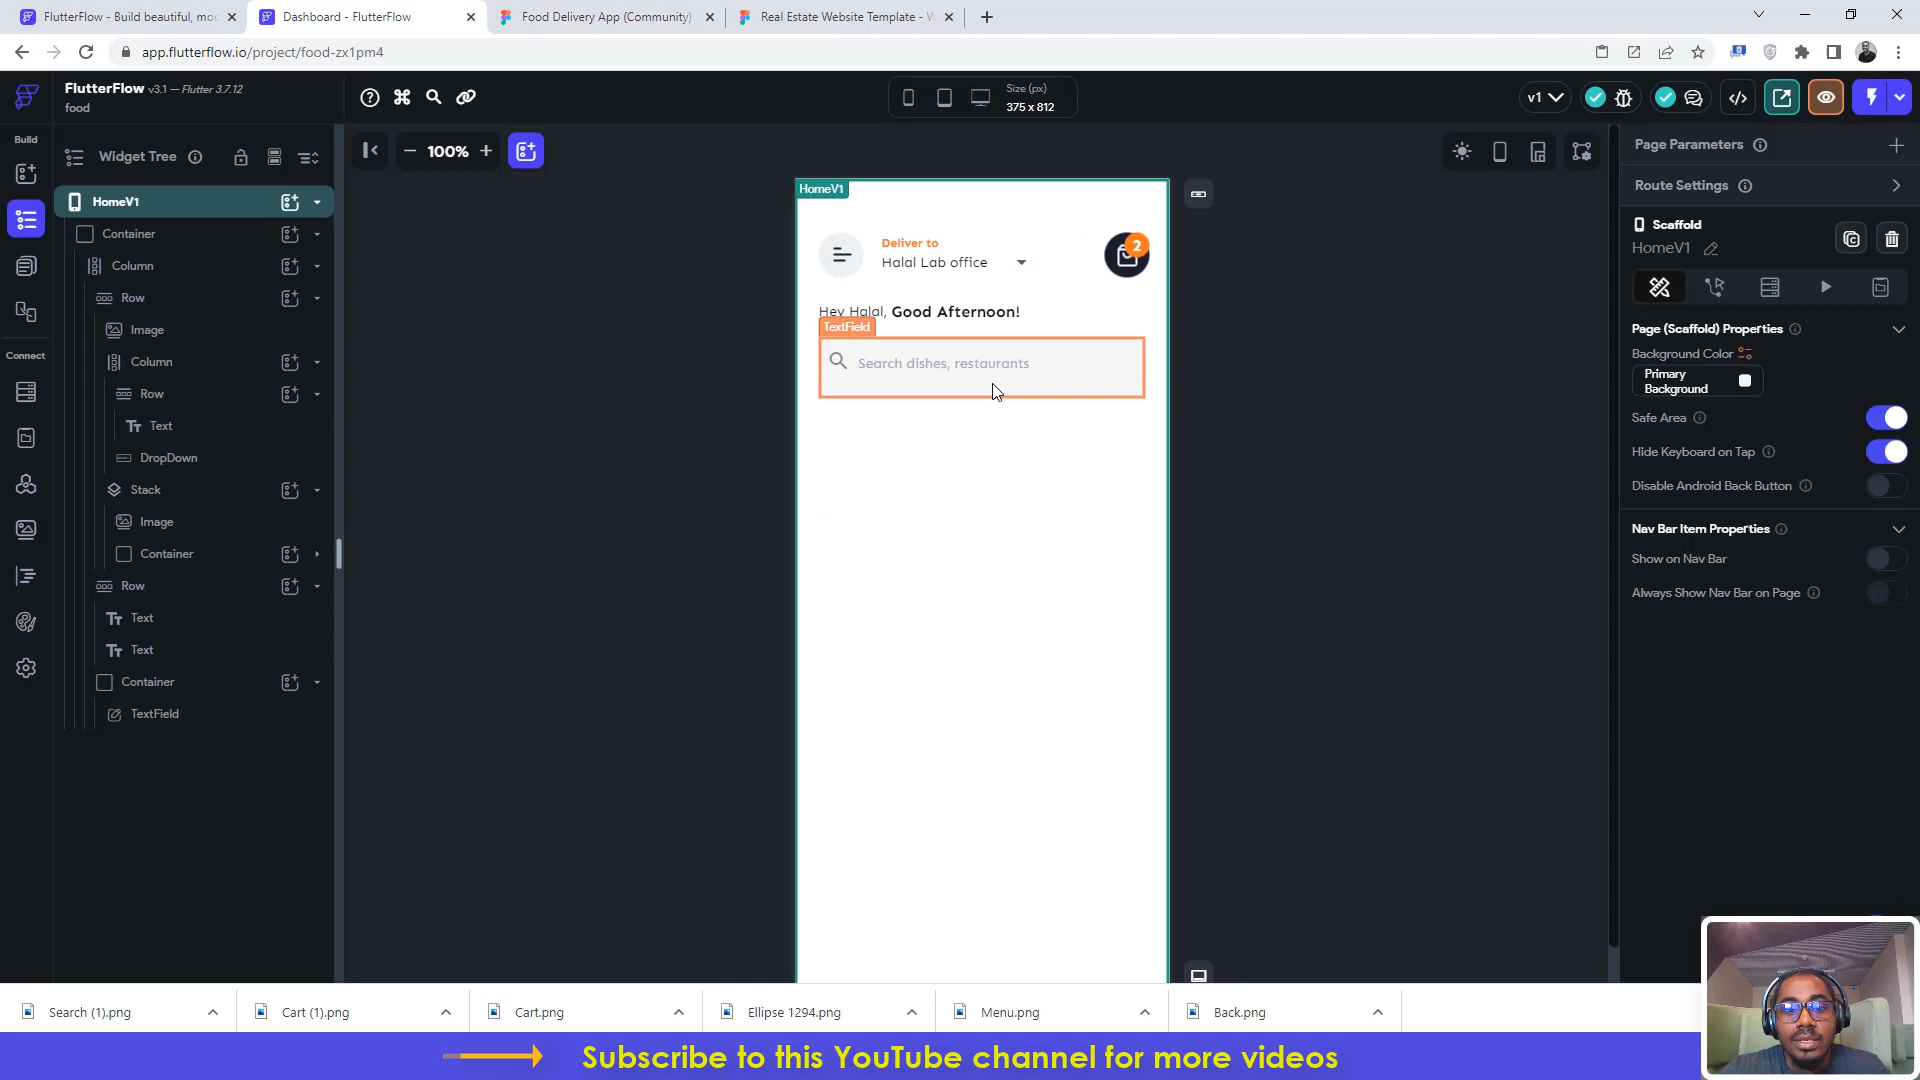 FlutterFlow - Build beautiful, mod
Dashboard - FlutterFlow
Food Delivery App (Community)
Real Estate Website Template - W
app.flutterflow.io/project/food-zx1pm4
FlutterFlow v3.1 — Flutter 3.7.12
food
Size (px)
375 x 812
v1
Build
Widget Tree
100%
Page Parameters
Route Settings
HomeV1
Container
Column
Row
Image
Column
Row
Text
DropDown
Stack
Image
Container
Row
Text
Text
Container
TextField
Connect
HomeV1
Deliver to
Halal Lab office
2
Hey Halal, Good Afternoon!
TextField
Search dishes, restaurants
Scaffold
HomeV1
Page (Scaffold) Properties
Background Color
Primary
Background
Safe Area
Hide Keyboard on Tap
Disable Android Back Button
Nav Bar Item Properties
Show on Nav Bar
Always Show Nav Bar on Page
Search (1).png
Cart (1).png
Cart.png
Ellipse 1294.png
Menu.png
Back.png
Subscribe to this YouTube channel for more videos